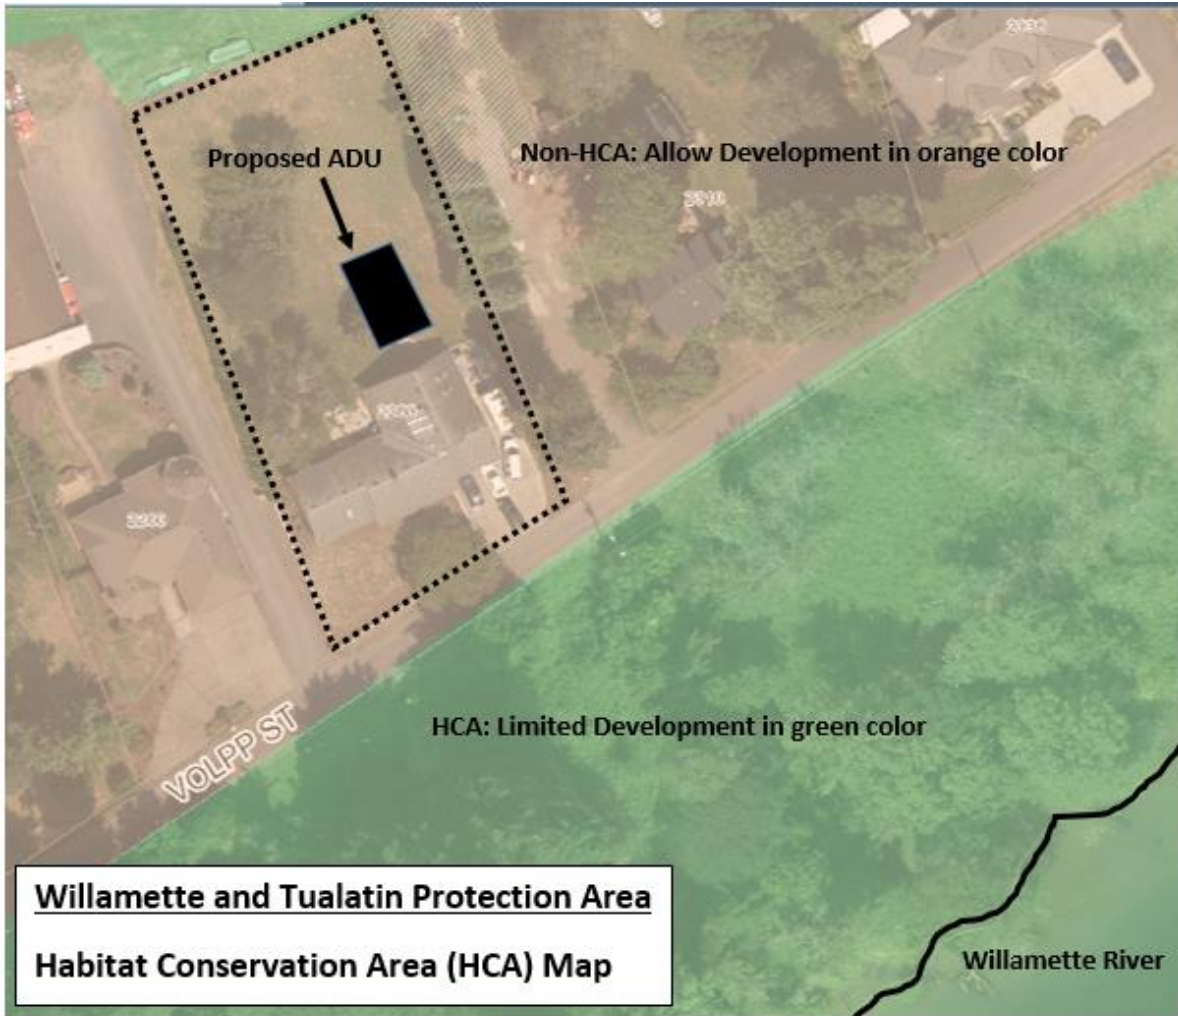 Proposed ADU
Non-HCA: Allow Development in orange color
HCA: Limited Development in green color
VOLPP ST
Willamette and Tualatin Protection Area
Habitat Conservation Area (HCA) Map
Willamette River